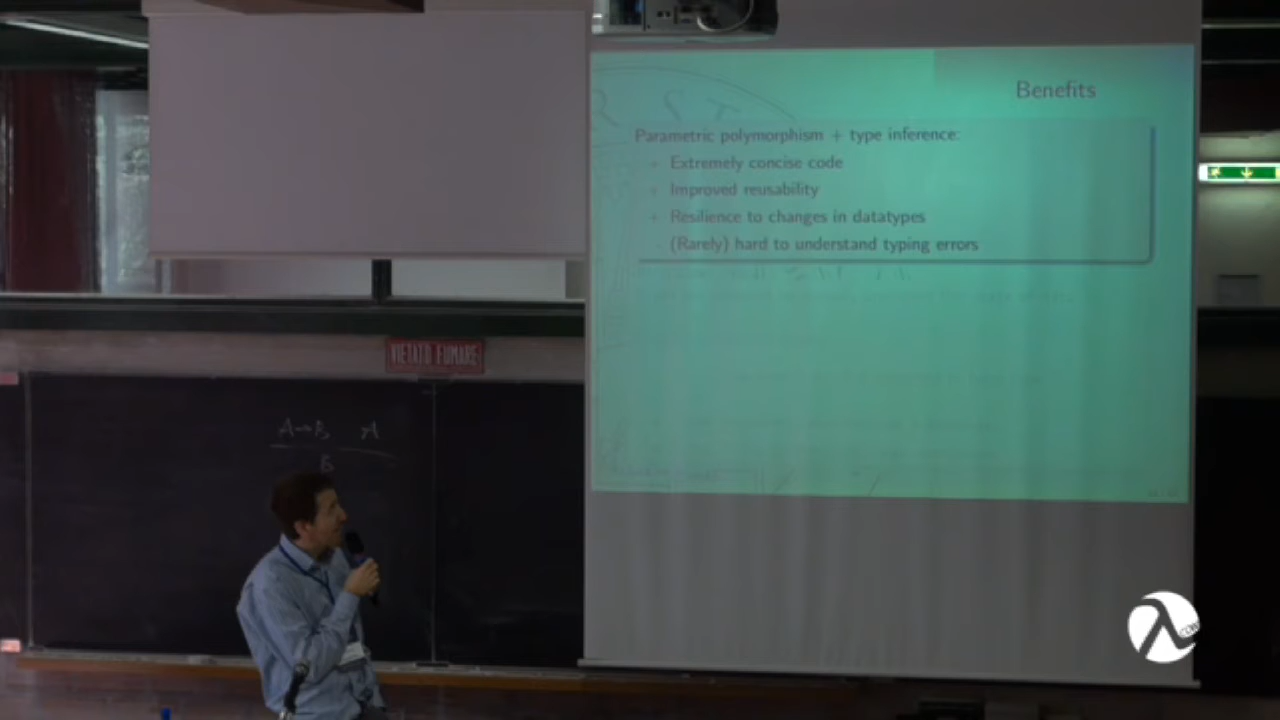 Benefits
Parametric polymorphism + type inference:
+ Extremely concise code
+ Improved reusability
+ Resilience to changes in datatypes
- (Rarely) hard to understand typing errors
VIETATO FUMARE
A→B A
B
λ
CON